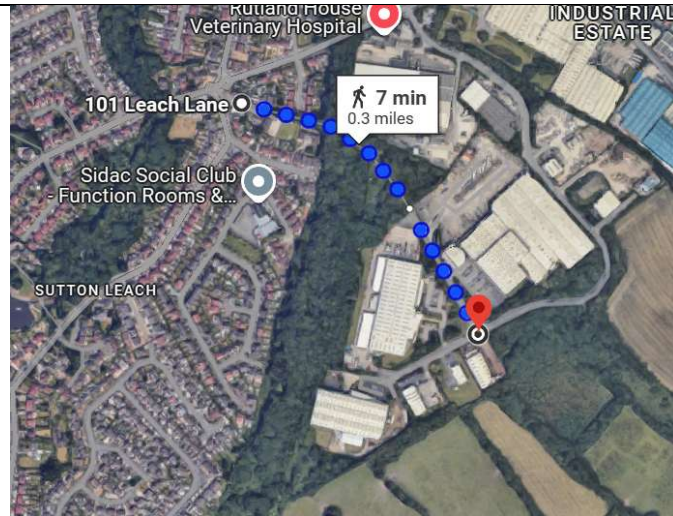 Rutland House
Veterinary Hospital
INDUSTRIAL
ESTATE
101 Leach Lane
7 min
0.3 miles
Sidac Social Club
- Function Rooms &...
SUTTON LEACH